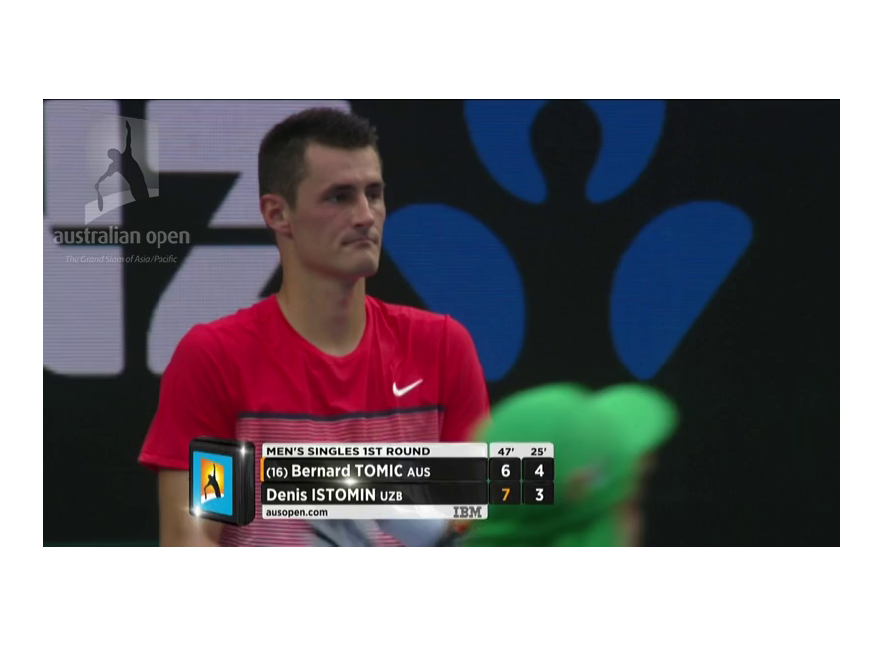 australian open
The Grand Slam of Asia/Pacific
MEN'S SINGLES 1ST ROUND 47' 25'
(16) Bernard TOMIC AUS 6 4
Denis ISTOMIN UZB 7 3
ausopen.com IBM